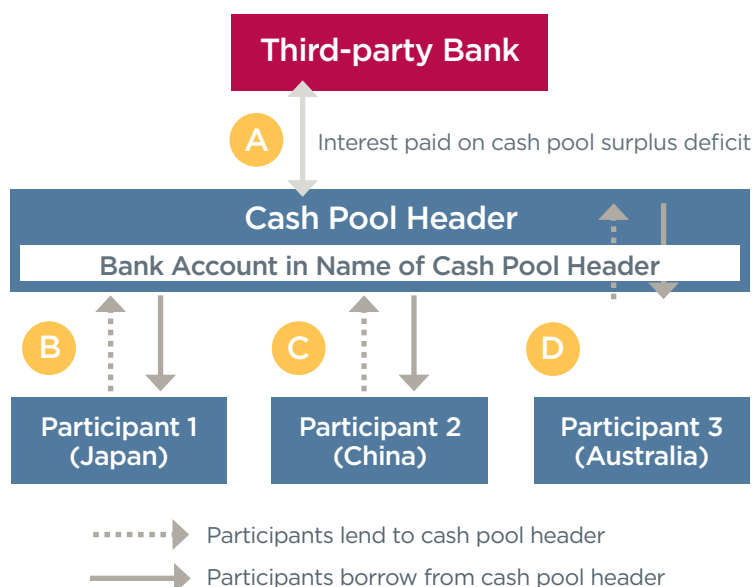 Third-party Bank
A
Interest paid on cash pool surplus deficit
Cash Pool Header
Bank Account in Name of Cash Pool Header
B
C
D
Participant 1
(Japan)
Participant 2
(China)
Participant 3
(Australia)
Participants lend to cash pool header
Participants borrow from cash pool header